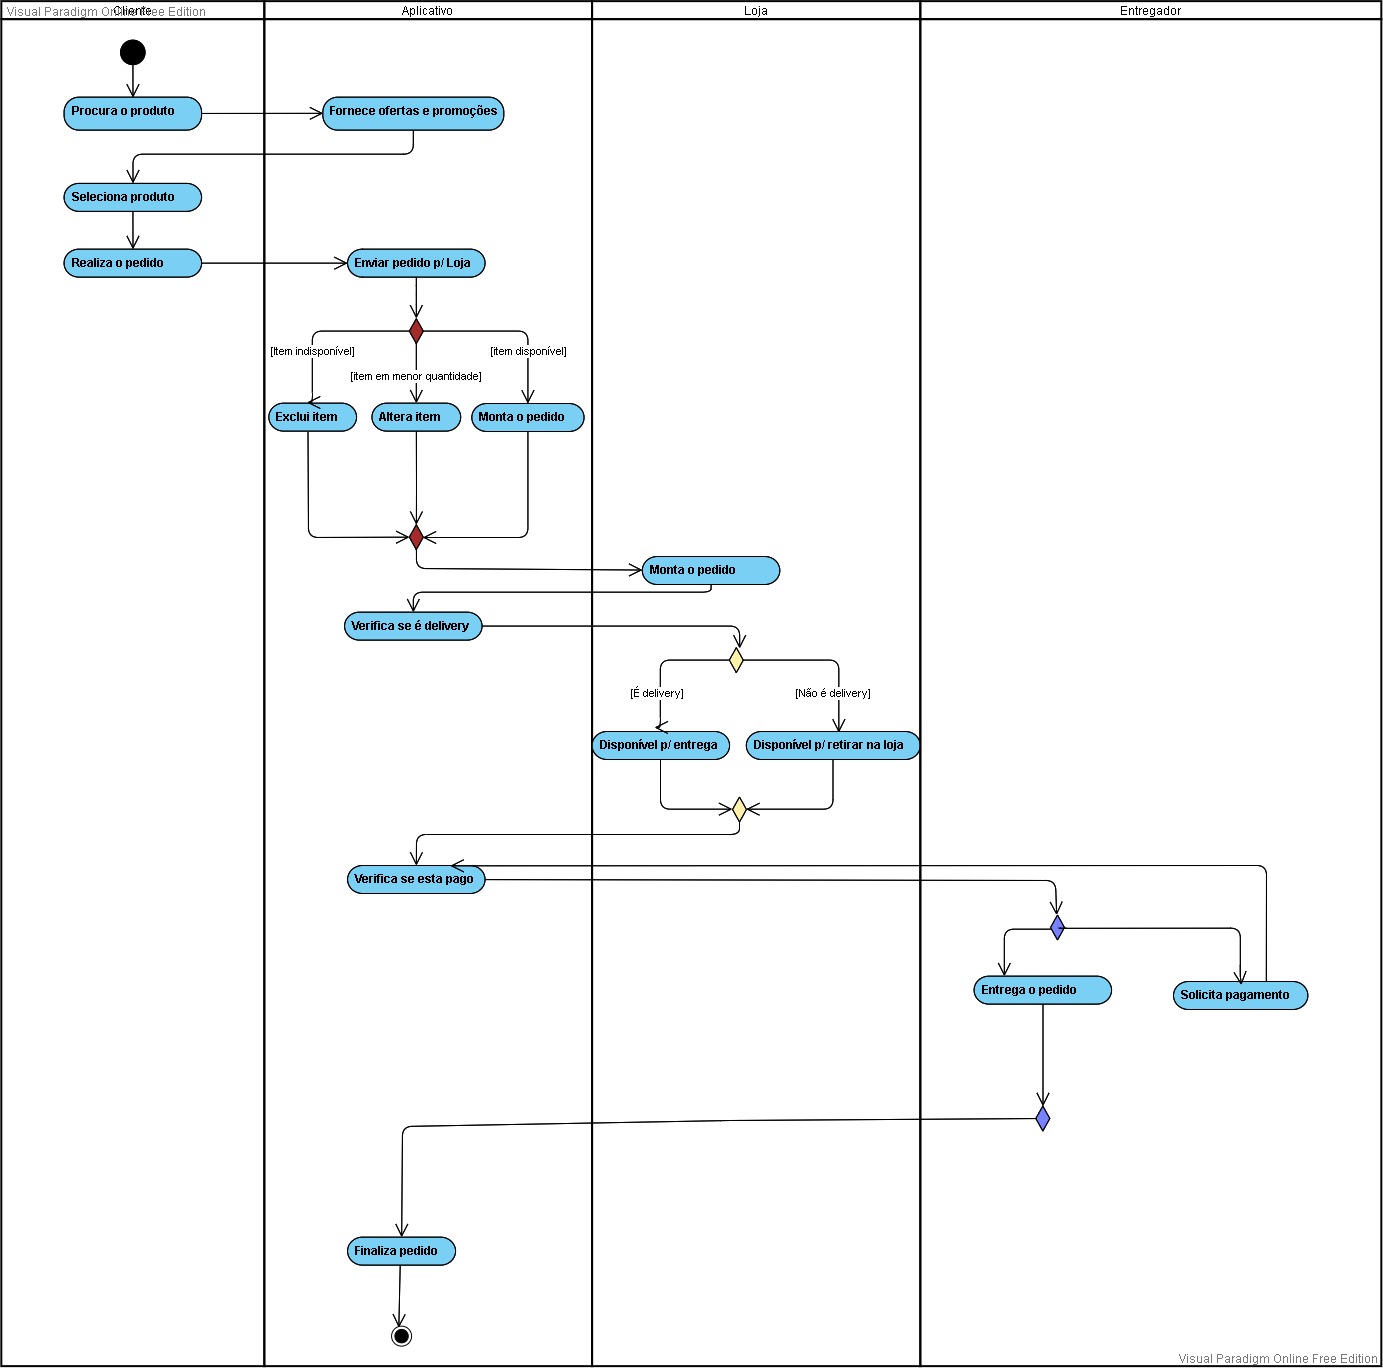 Visual Paradigm Online Free Edition
Cliente
Aplicativo
Loja
Entregador
Procura o produto
Fornece ofertas e promoções
Seleciona produto
Realiza o pedido
Enviar pedido p/ Loja
[Item indisponível]
[item disponível]
[item em menor quantidade]
Exclui item
Altera item
Monta o pedido
Monta o pedido
Verifica se é delivery
[É delivery]
[Não é delivery]
Disponível p/ entrega
Disponível p/ retirar na loja
Verifica se esta pago
Entrega o pedido
Solicita pagamento
Finaliza pedido
Visual Paradigm Online Free Edition